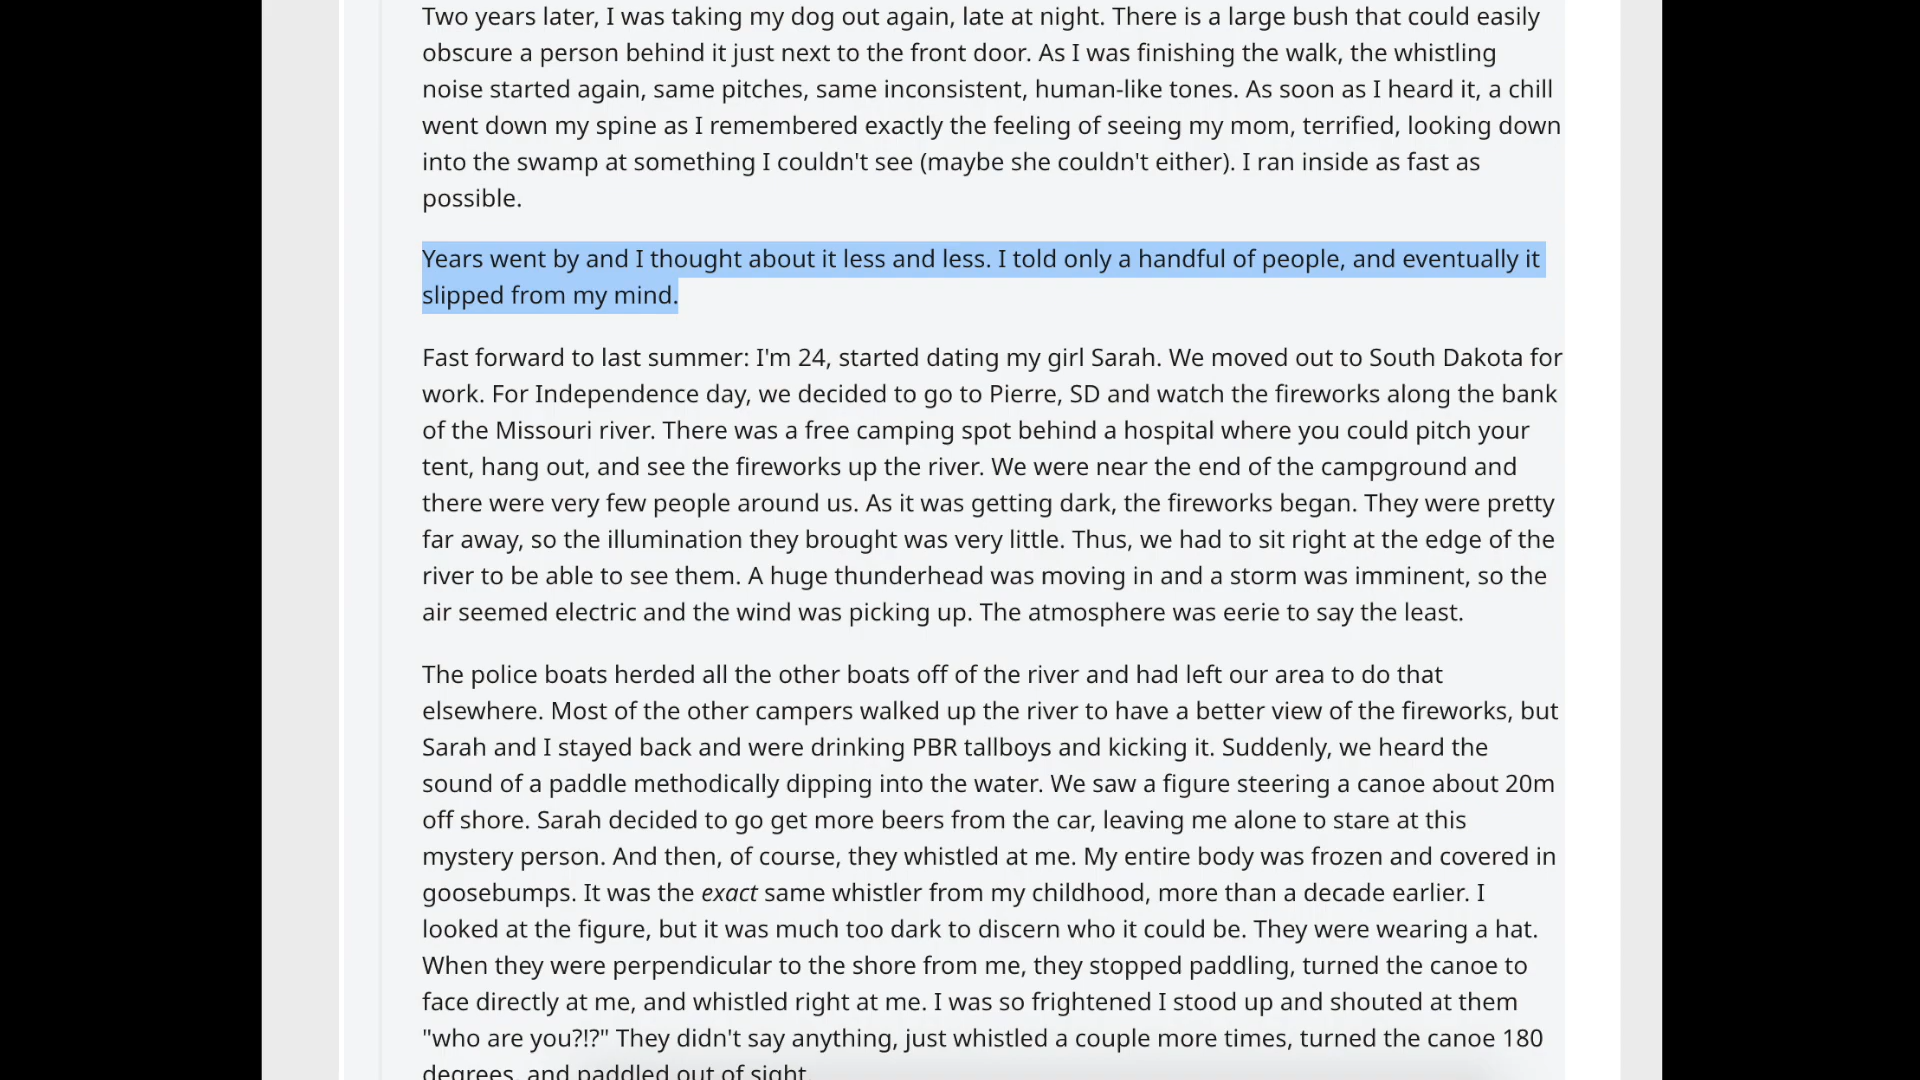 Two years later, I was taking my dog out again, late at night. There is a large bush that could easily
obscure a person behind it just next to the front door. As I was finishing the walk, the whistling
noise started again, same pitches, same inconsistent, human-like tones. As soon as I heard it, a chill
went down my spine as I remembered exactly the feeling of seeing my mom, terrified, looking down
into the swamp at something I couldn't see (maybe she couldn't either). I ran inside as fast as
possible.
Years went by and I thought about it less and less. I told only a handful of people, and eventually it
slipped from my mind.
Fast forward to last summer: I'm 24, started dating my girl Sarah. We moved out to South Dakota for
work. For Independence day, we decided to go to Pierre, SD and watch the fireworks along the bank
of the Missouri river. There was a free camping spot behind a hospital where you could pitch your
tent, hang out, and see the fireworks up the river. We were near the end of the campground and
there were very few people around us. As it was getting dark, the fireworks began. They were pretty
far away, so the illumination they brought was very little. Thus, we had to sit right at the edge of the
river to be able to see them. A huge thunderhead was moving in and a storm was imminent, so the
air seemed electric and the wind was picking up. The atmosphere was eerie to say the least.
The police boats herded all the other boats off of the river and had left our area to do that
elsewhere. Most of the other campers walked up the river to have a better view of the fireworks, but
Sarah and I stayed back and were drinking PBR tallboys and kicking it. Suddenly, we heard the
sound of a paddle methodically dipping into the water. We saw a figure steering a canoe about 20m
off shore. Sarah decided to go get more beers from the car, leaving me alone to stare at this
mystery person. And then, of course, they whistled at me. My entire body was frozen and covered in
goosebumps. It was the exact same whistler from my childhood, more than a decade earlier. I
looked at the figure, but it was much too dark to discern who it could be. They were wearing a hat.
When they were perpendicular to the shore from me, they stopped paddling, turned the canoe to
face directly at me, and whistled right at me. I was so frightened I stood up and shouted at them
"who are you?!?" They didn't say anything, just whistled a couple more times, turned the canoe 180
degrees, and paddled out of sight.